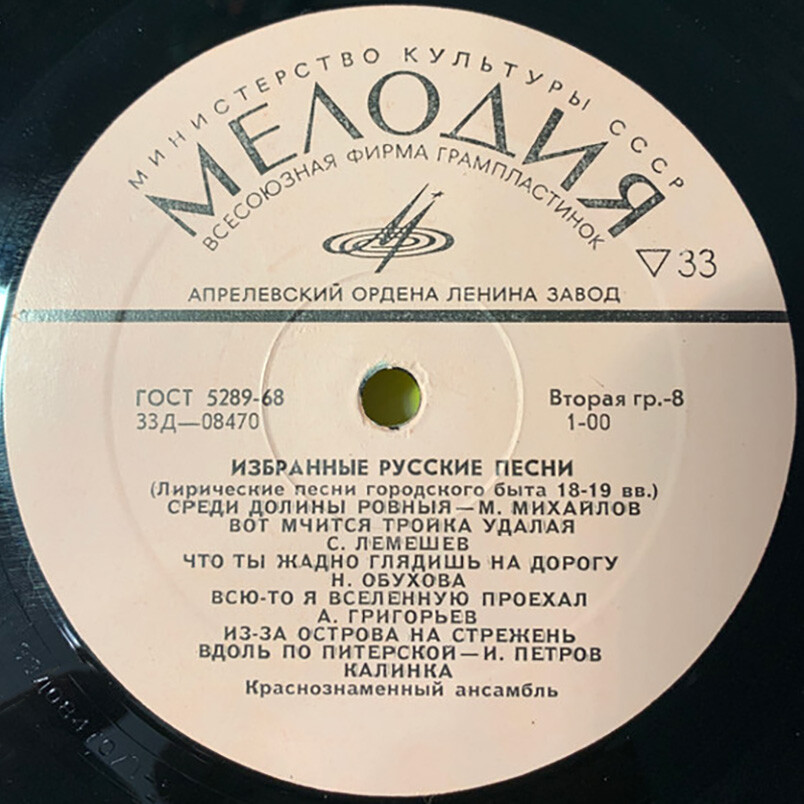 МИНИСТЕРСТВО КУЛЬТУРЫ СССР
МЕЛОДИЯ
ВСЕСОЮЗНАЯ ФИРМА ГРАМПЛАСТИНОК
▽33
АПРЕЛЕВСКИЙ ОРДЕНА ЛЕНИНА ЗАВОД
ГОСТ 5289-68
33Д—08470
Вторая гр.-8
1-00
ИЗБРАННЫЕ РУССКИЕ ПЕСНИ
(Лирические песни городского быта 18-19 вв.)
СРЕДИ ДОЛИНЫ РОВНЫЯ—М. МИХАЙЛОВ
ВОТ МЧИТСЯ ТРОЙКА УДАЛАЯ
С. ЛЕМЕШЕВ
ЧТО ТЫ ЖАДНО ГЛЯДИШЬ НА ДОРОГУ
Н. ОБУХОВА
ВСЮ-ТО Я ВСЕЛЕННУЮ ПРОЕХАЛ
А. ГРИГОРЬЕВ
ИЗ-ЗА ОСТРОВА НА СТРЕЖЕНЬ
ВДОЛЬ ПО ПИТЕРСКОЙ—И. ПЕТРОВ
КАЛИНКА
Краснознаменный ансамбль